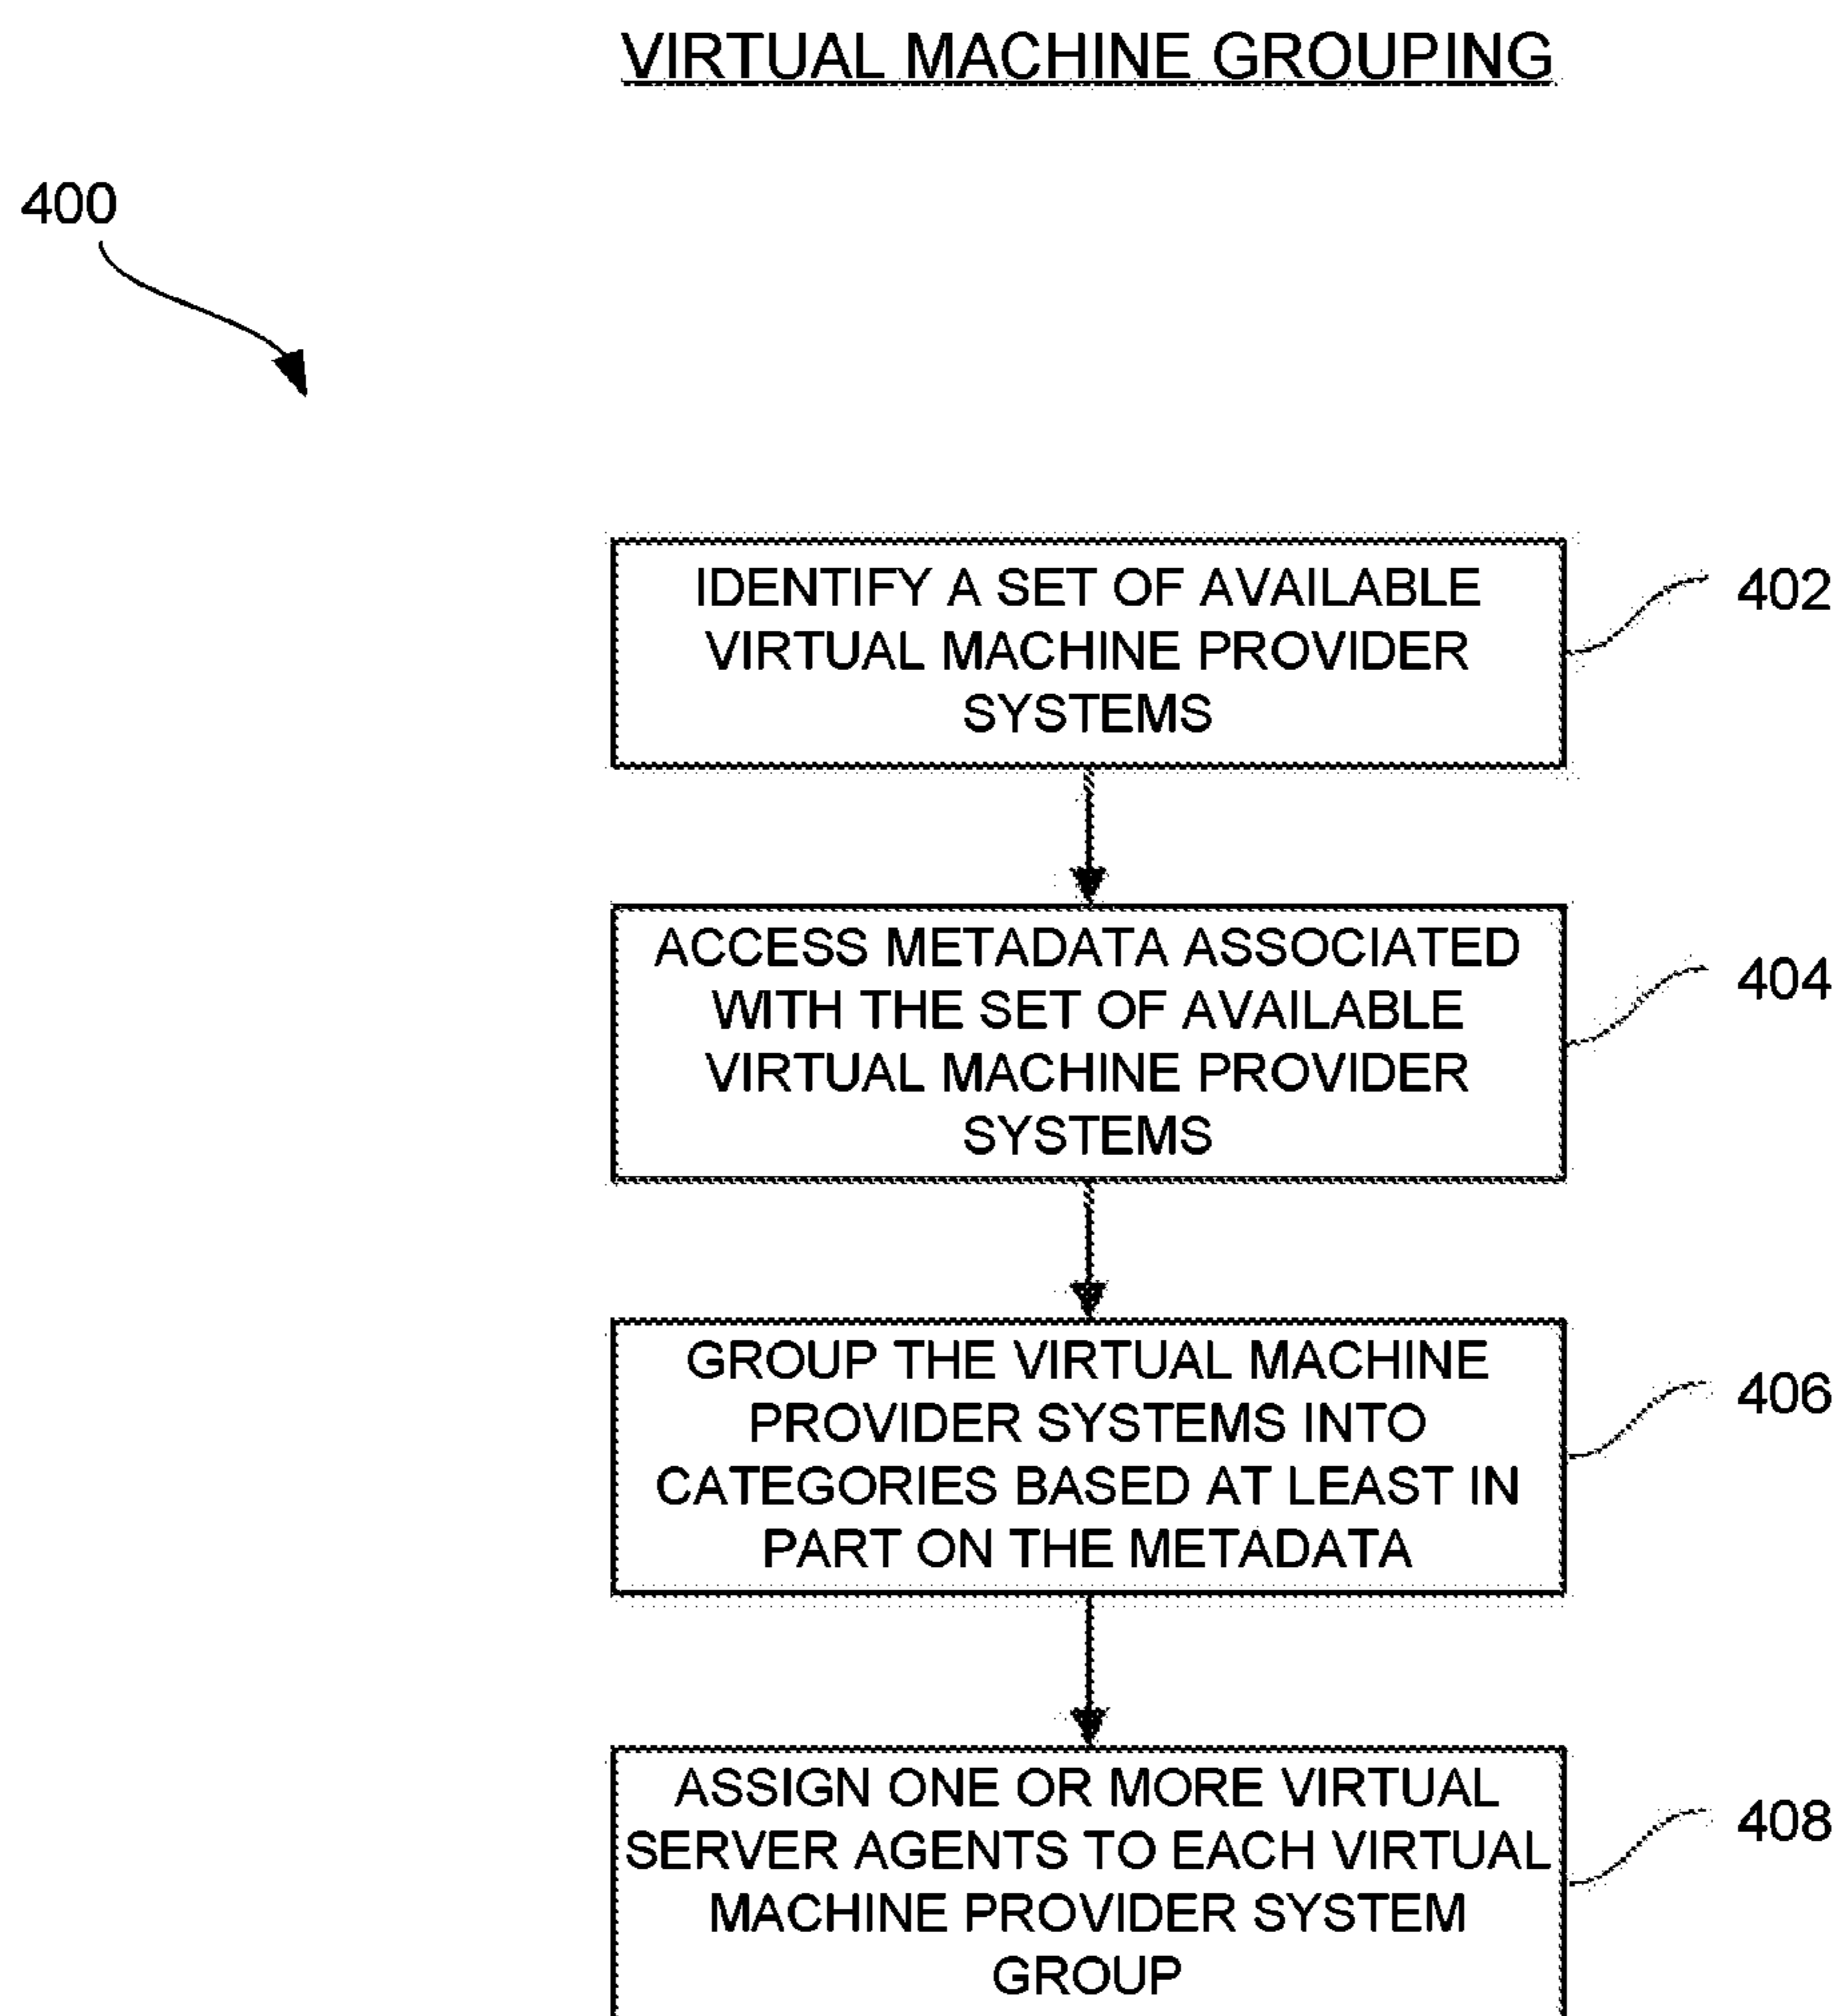 VIRTUAL MACHINE GROUPING
400
IDENTIFY A SET OF AVAILABLE
VIRTUAL MACHINE PROVIDER
SYSTEMS
402
ACCESS METADATA ASSOCIATED
WITH THE SET OF AVAILABLE
VIRTUAL MACHINE PROVIDER
SYSTEMS
404
GROUP THE VIRTUAL MACHINE
PROVIDER SYSTEMS INTO
CATEGORIES BASED AT LEAST IN
PART ON THE METADATA
406
ASSIGN ONE OR MORE VIRTUAL
SERVER AGENTS TO EACH VIRTUAL
MACHINE PROVIDER SYSTEM
GROUP
408